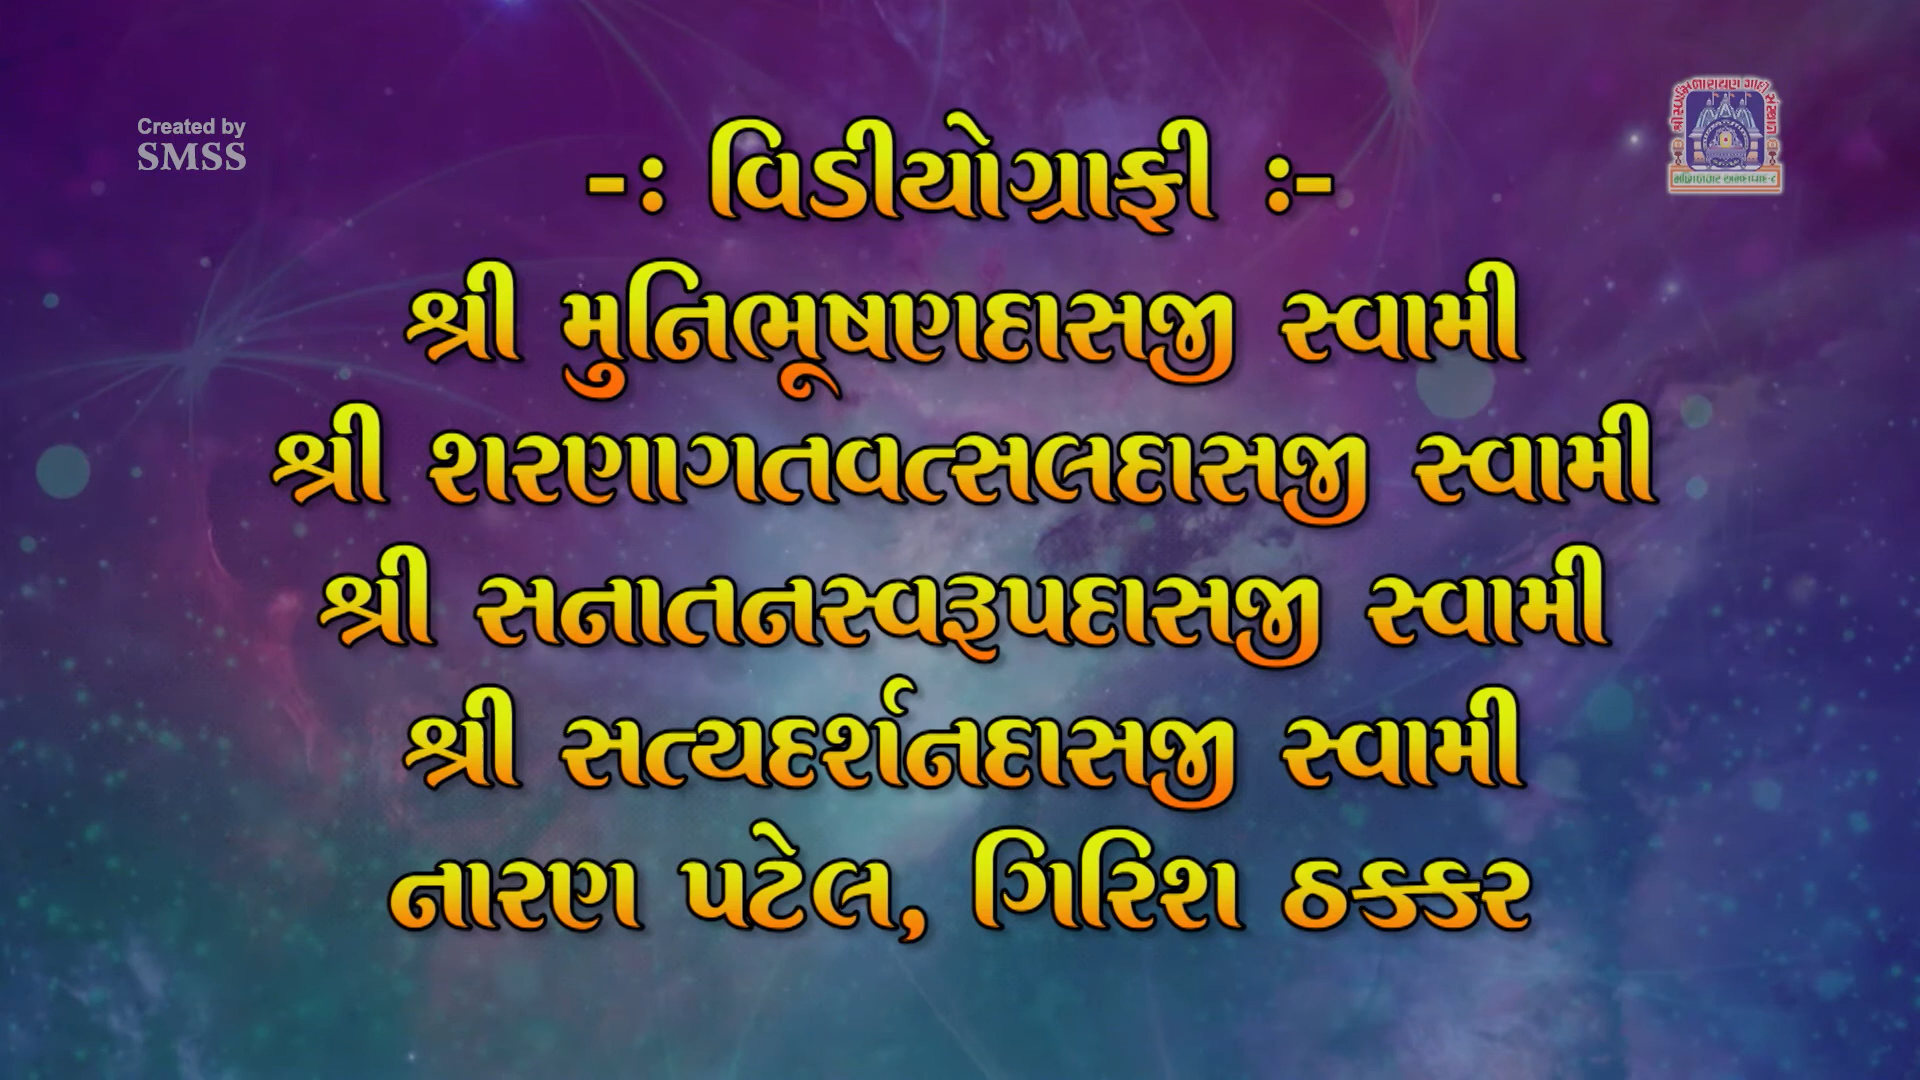 Created by
SMSS
શ્રી સ્વામિનારાયણ ગાદી સંસ્થાન
-: વિડીયોગ્રાફી :-
શ્રી મુનિભૂષણદાસજી સ્વામી
શ્રી શરણાગતવત્સલદાસજી સ્વામી
શ્રી સનાતનસ્વરૂપદાસજી સ્વામી
શ્રી સત્યદર્શનદાસજી સ્વામી
નારણ પટેલ, ગિરિશ ઠક્કર